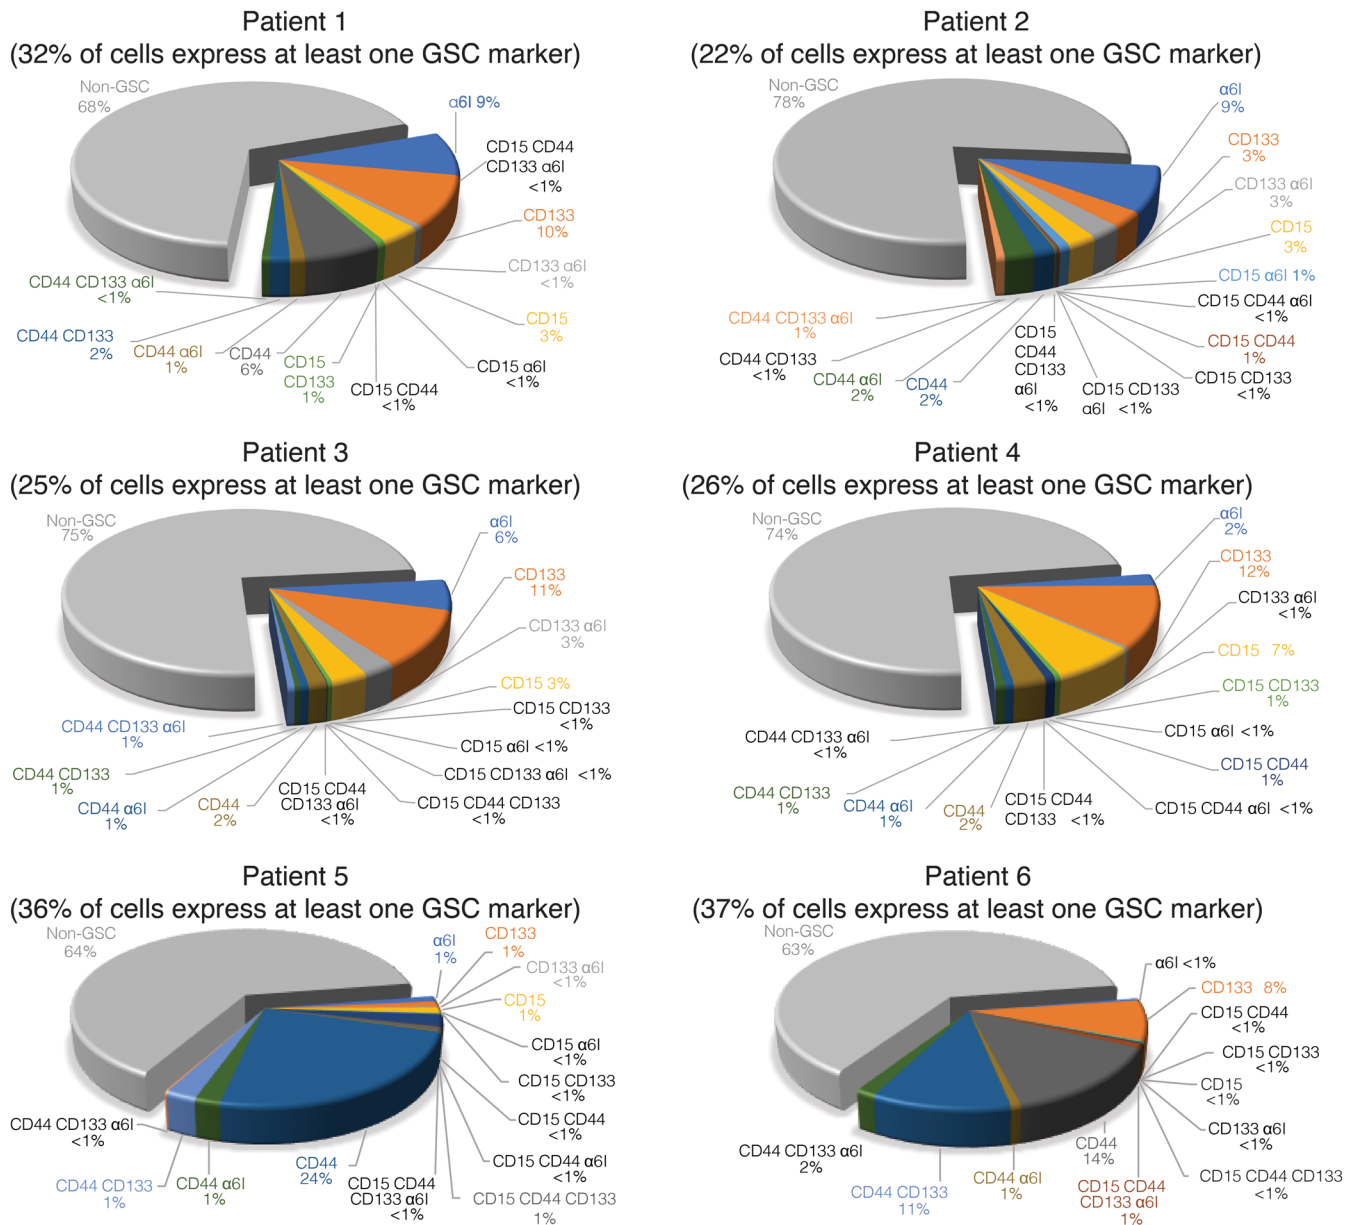 Patient 1
(32% of cells express at least one GSC marker)
Non-GSC
68%
α6I 9%
CD15 CD44
CD133 α6I
<1%
CD133
10%
CD133 α6I
<1%
CD15
3%
CD15 α6I
<1%
CD15 CD44
<1%
CD15
CD133
1%
CD44
6%
CD44 α6I
1%
CD44 CD133
2%
CD44 CD133 α6I
<1%
Patient 2
(22% of cells express at least one GSC marker)
Non-GSC
78%
α6I
9%
CD133
3%
CD133 α6I
3%
CD15
3%
CD15 α6I 1%
CD15 CD44 α6I
<1%
CD15 CD44
1%
CD15 CD133
<1%
CD15 CD133
α6I <1%
CD15
CD44
CD133
α6I
<1%
CD44
2%
CD44 α6I
2%
CD44 CD133
<1%
CD44 CD133 α6I
1%
Patient 3
(25% of cells express at least one GSC marker)
Non-GSC
75%
α6I
6%
CD133
11%
CD133 α6I
3%
CD15 3%
CD15 CD133
<1%
CD15 α6I <1%
CD15 CD133 α6I <1%
CD15 CD44 CD133
<1%
CD15 CD44
CD133 α6I
<1%
CD44
2%
CD44 α6I
1%
CD44 CD133
1%
CD44 CD133 α6I
1%
Patient 4
(26% of cells express at least one GSC marker)
Non-GSC
74%
α6I
2%
CD133
12%
CD133 α6I
<1%
CD15 7%
CD15 CD133
1%
CD15 α6I <1%
CD15 CD44
1%
CD15 CD44 α6I <1%
CD15 CD44
CD133 <1%
CD44
2%
CD44 α6I
1%
CD44 CD133
1%
CD44 CD133 α6I
<1%
Patient 5
(36% of cells express at least one GSC marker)
Non-GSC
64%
α6I
1%
CD133
1%
CD133 α6I
<1%
CD15
1%
CD15 α6I
<1%
CD15 CD133
<1%
CD15 CD44
<1%
CD15 CD44 α6I
<1%
CD15 CD44 CD133
1%
CD15 CD44
CD133 α6I
<1%
CD44
24%
CD44 α6I
1%
CD44 CD133
1%
CD44 CD133 α6I
<1%
Patient 6
(37% of cells express at least one GSC marker)
Non-GSC
63%
α6I <1%
CD133 8%
CD15 CD44
<1%
CD15 CD133
<1%
CD15
<1%
CD133 α6I
<1%
CD15 CD44 CD133
<1%
CD15 CD44
CD133 α6I
1%
CD44
14%
CD44 α6I
1%
CD44 CD133
11%
CD44 CD133 α6I
2%